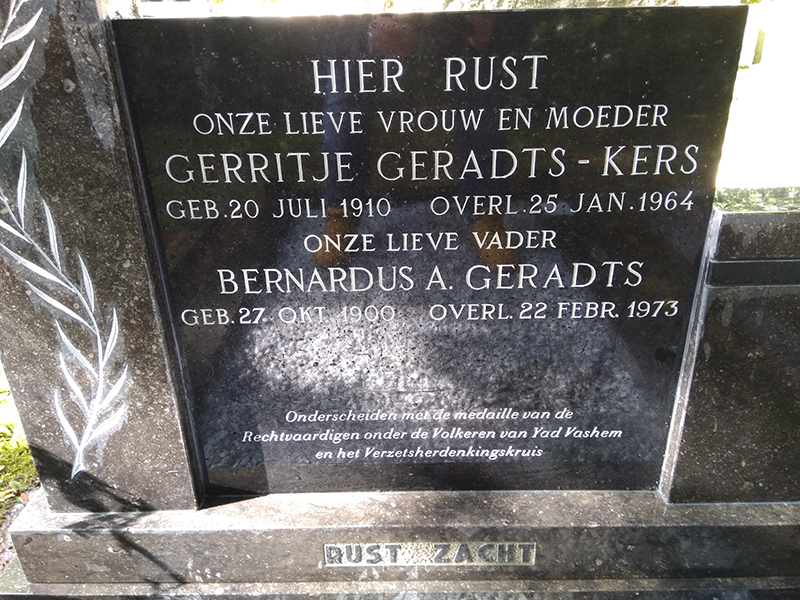 HIER RUST
ONZE LIEVE VROUW EN MOEDER
GERRITJE GERADTS-KERS
GEB. 20 JULI 1910 OVERL. 25 JAN. 1964
ONZE LIEVE VADER
BERNARDUS A. GERADTS
GEB. 27. OKT. 1900 OVERL. 22 FEBR. 1973
Onderscheiden met de medaille van de
Rechtvaardigen onder de Volkeren van Yad Vashem
en het Verzetsherdenkingskruis
RUST ZACHT